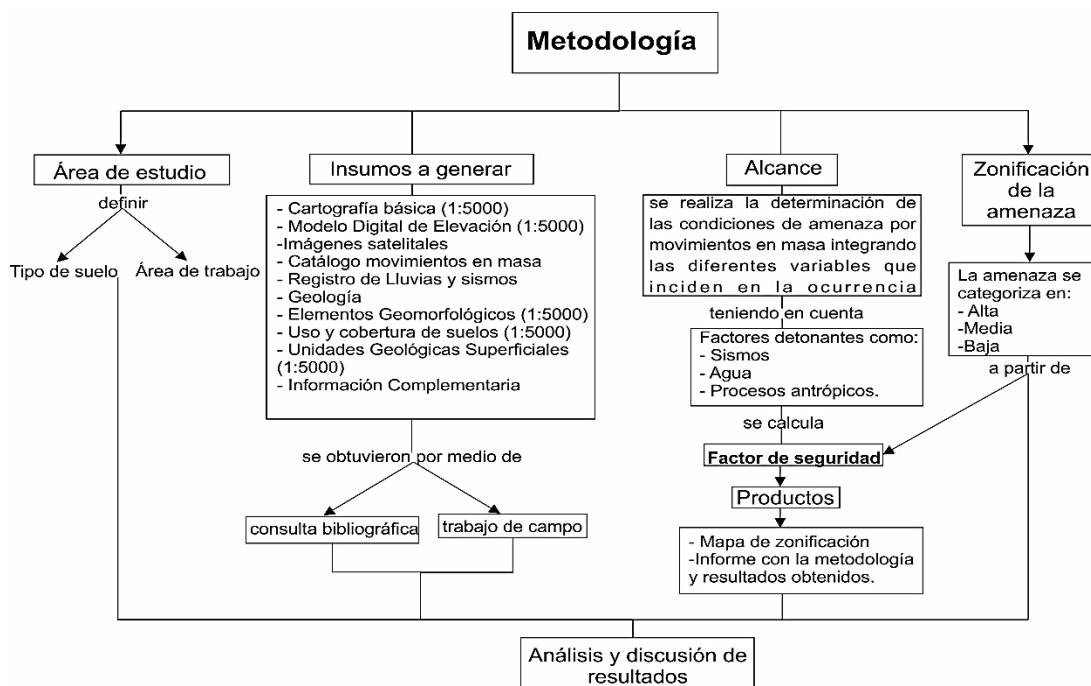 Metodología
Área de estudio
definir
Tipo de suelo
Área de trabajo
Insumos a generar
- Cartografía básica (1:5000)
- Modelo Digital de Elevación (1:5000)
-Imágenes satelitales
- Catálogo movimientos en masa
- Registro de Lluvias y sismos
- Geología
- Elementos Geomorfológicos (1:5000)
- Uso y cobertura de suelos (1:5000)
- Unidades Geológicas Superficiales
(1:5000)
- Información Complementaria
se obtuvieron por medio de
consulta bibliográfica
trabajo de campo
Alcance
se realiza la determinación de
las condiciones de amenaza por
movimientos en masa integrando
las diferentes variables que
inciden en la ocurrencia
teniendo en cuenta
Factores detonantes como:
- Sismos
- Agua
- Procesos antrópicos.
se calcula
Factor de seguridad
Productos
- Mapa de zonificación
-Informe con la metodología
y resultados obtenidos.
Zonificación
de la
amenaza
La amenaza se
categoriza en:
- Alta
- Media
- Baja
a partir de
Análisis y discusión de
resultados